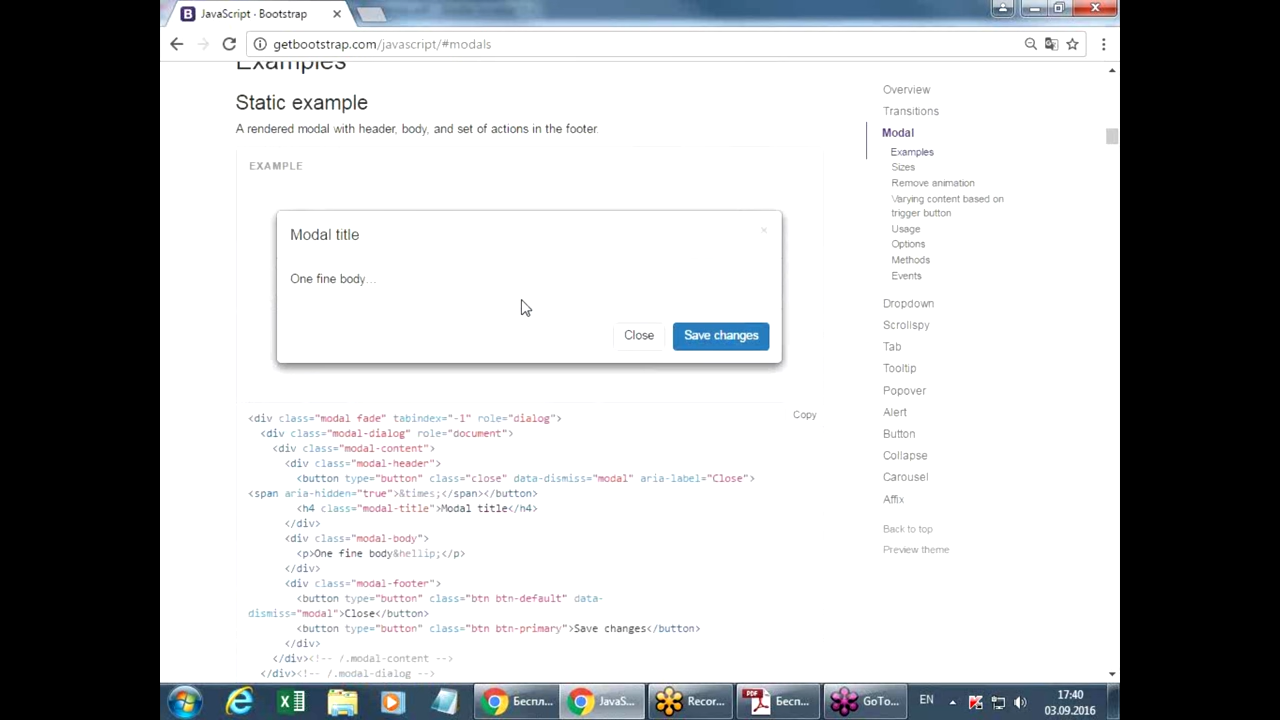 JavaScript · Bootstrap
getbootstrap.com/javascript/#modals
Examples
Static example
A rendered modal with header, body, and set of actions in the footer.
EXAMPLE
Modal title
×
One fine body…
Close
Save changes
Copy
<div class="modal fade" tabindex="-1" role="dialog">
<div class="modal-dialog" role="document">
<div class="modal-content">
<div class="modal-header">
<button type="button" class="close" data-dismiss="modal" aria-label="Close">
<span aria-hidden="true">&times;</span></button>
<h4 class="modal-title">Modal title</h4>
</div>
<div class="modal-body">
<p>One fine body&hellip;</p>
</div>
<div class="modal-footer">
<button type="button" class="btn btn-default" data-
dismiss="modal">Close</button>
<button type="button" class="btn btn-primary">Save changes</button>
</div>
</div><!-- /.modal-content -->
</div><!-- /.modal-dialog -->
Overview
Transitions
Modal
Examples
Sizes
Remove animation
Varying content based on
trigger button
Usage
Options
Methods
Events
Dropdown
Scrollspy
Tab
Tooltip
Popover
Alert
Button
Collapse
Carousel
Affix
Back to top
Preview theme
Беспл...
JavaS...
Recor...
Бесп...
GoTo...
EN
17:40
03.09.2016